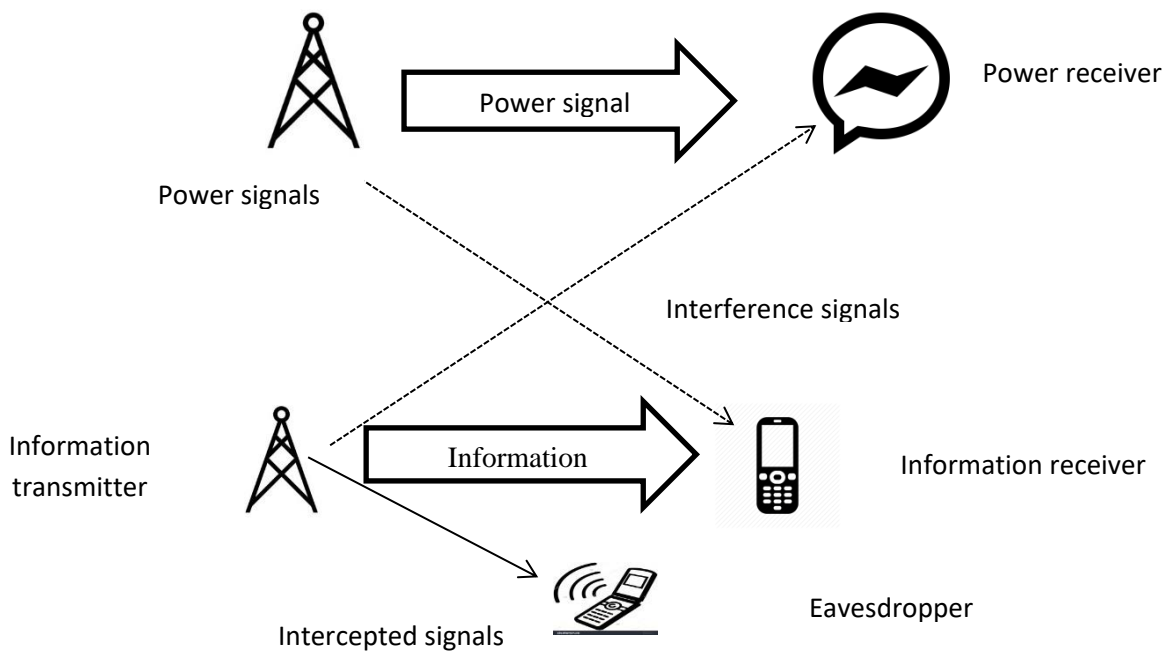 Power signal
Power receiver
Power signals
Interference signals
Information
transmitter
Information
Information receiver
Eavesdropper
Intercepted signals